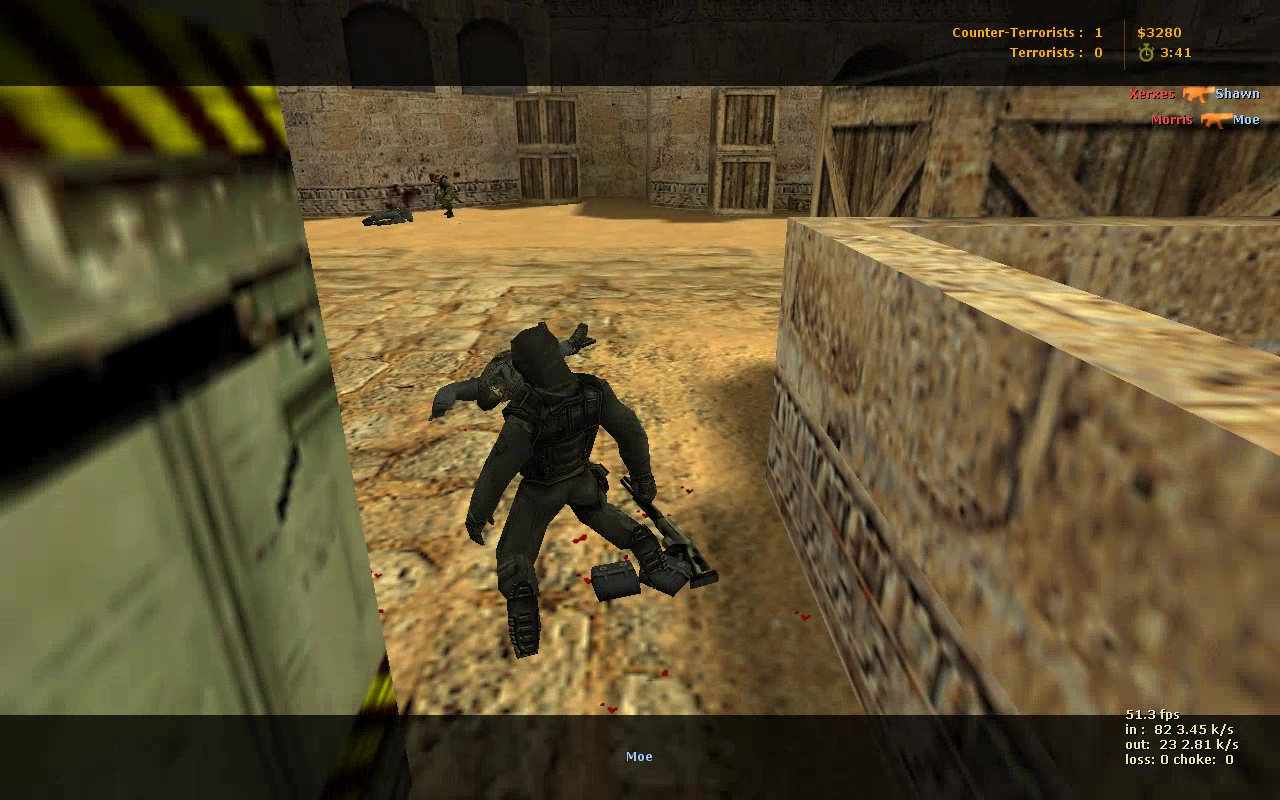 Counter-Terrorists : 1 $3280
Terrorists : 0 3:41
Xerxes Shawn
Morris Moe
51.3 fps
in : 82 3.45 k/s
out: 23 2.81 k/s
loss: 0 choke: 0
Moe